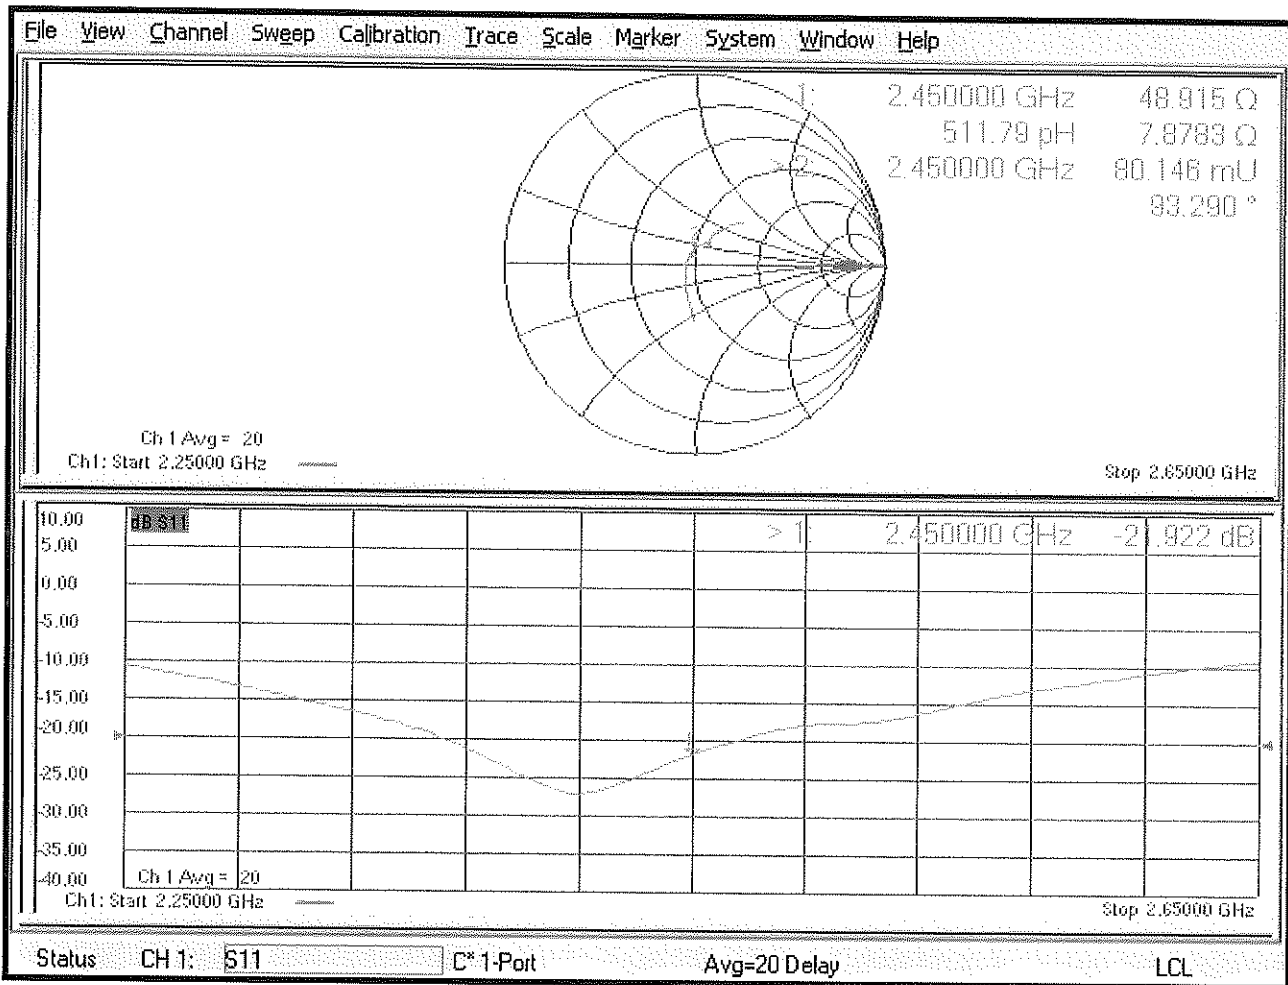 File View Channel Sweep Calibration Trace Scale Marker System Window Help
1: 2.450000 GHz 48.915 Ω
511.79 pH 7.8783 Ω
> 2: 2.450000 GHz 80.146 mU
93.290 °
Ch 1 Avg = 20
Ch1: Start 2.25000 GHz
Stop 2.65000 GHz
10.00
dB S11
> 1: 2.450000 GHz -21.922 dB
5.00
0.00
-5.00
-10.00
-15.00
-20.00
-25.00
-30.00
-35.00
-40.00
Ch 1 Avg = 20
Ch1: Start 2.25000 GHz
Stop 2.65000 GHz
Status CH 1: S11 C* 1-Port Avg=20 Delay LCL